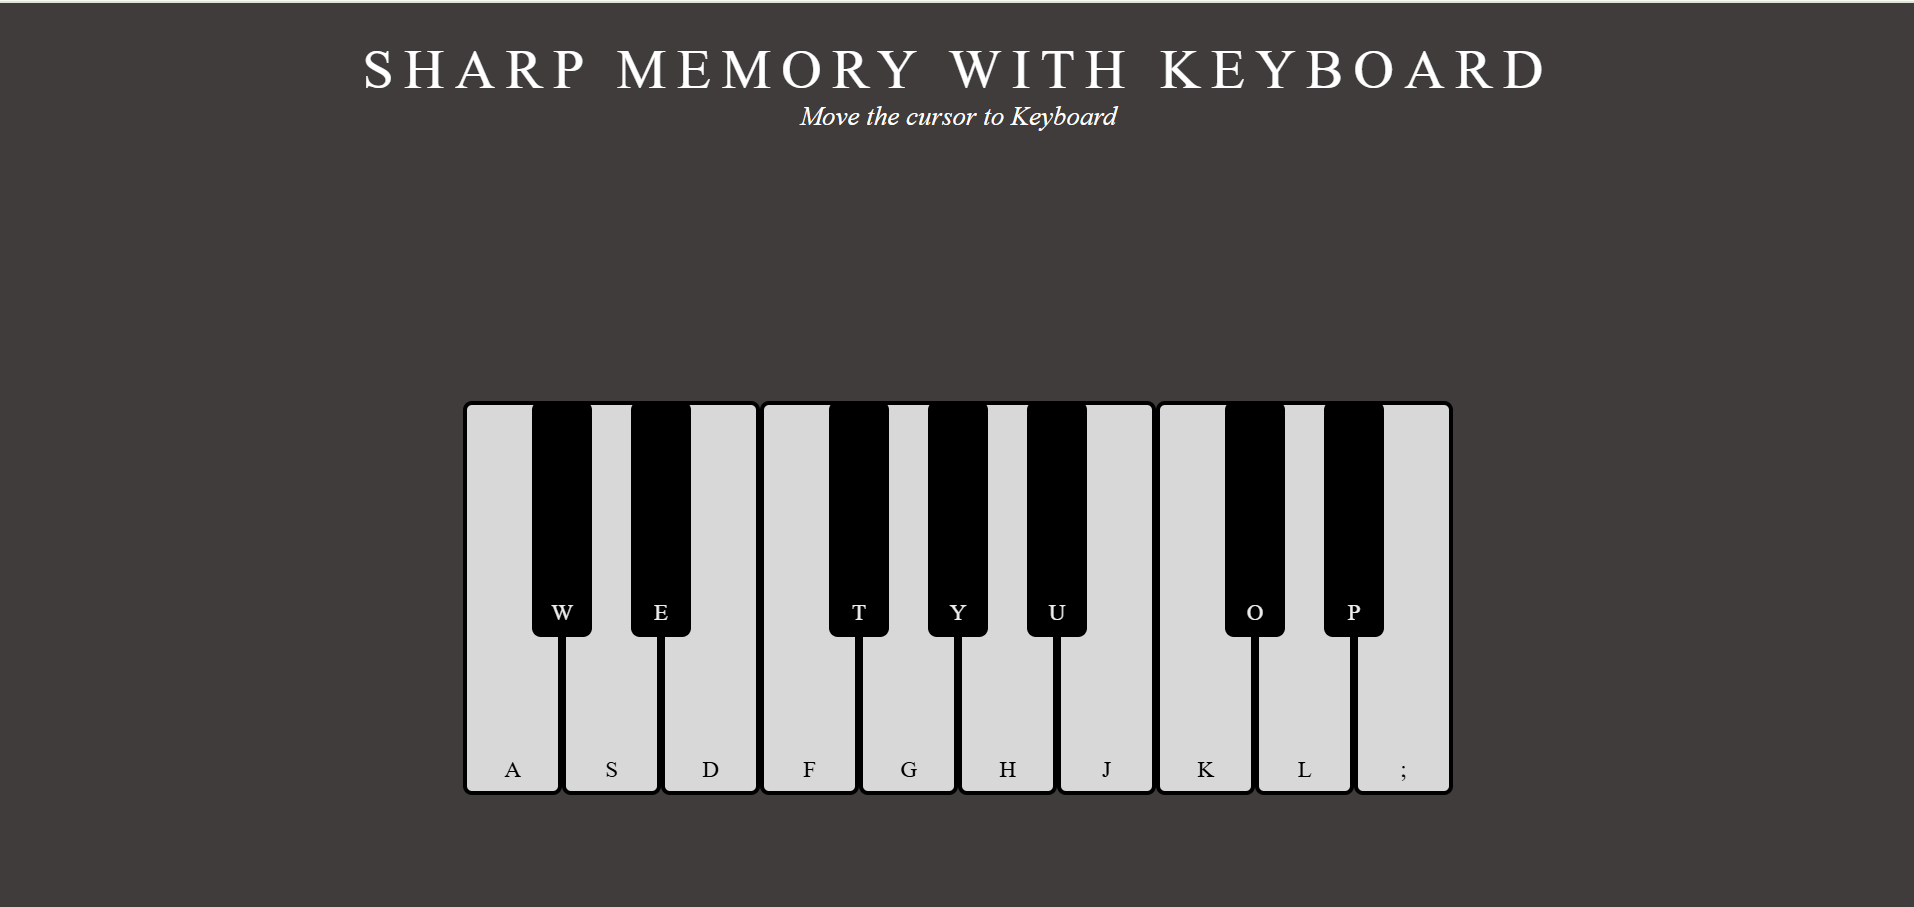 SHARP MEMORY WITH KEYBOARD
Move the cursor to Keyboard
W E T Y U O P
A S D F G H J K L ;